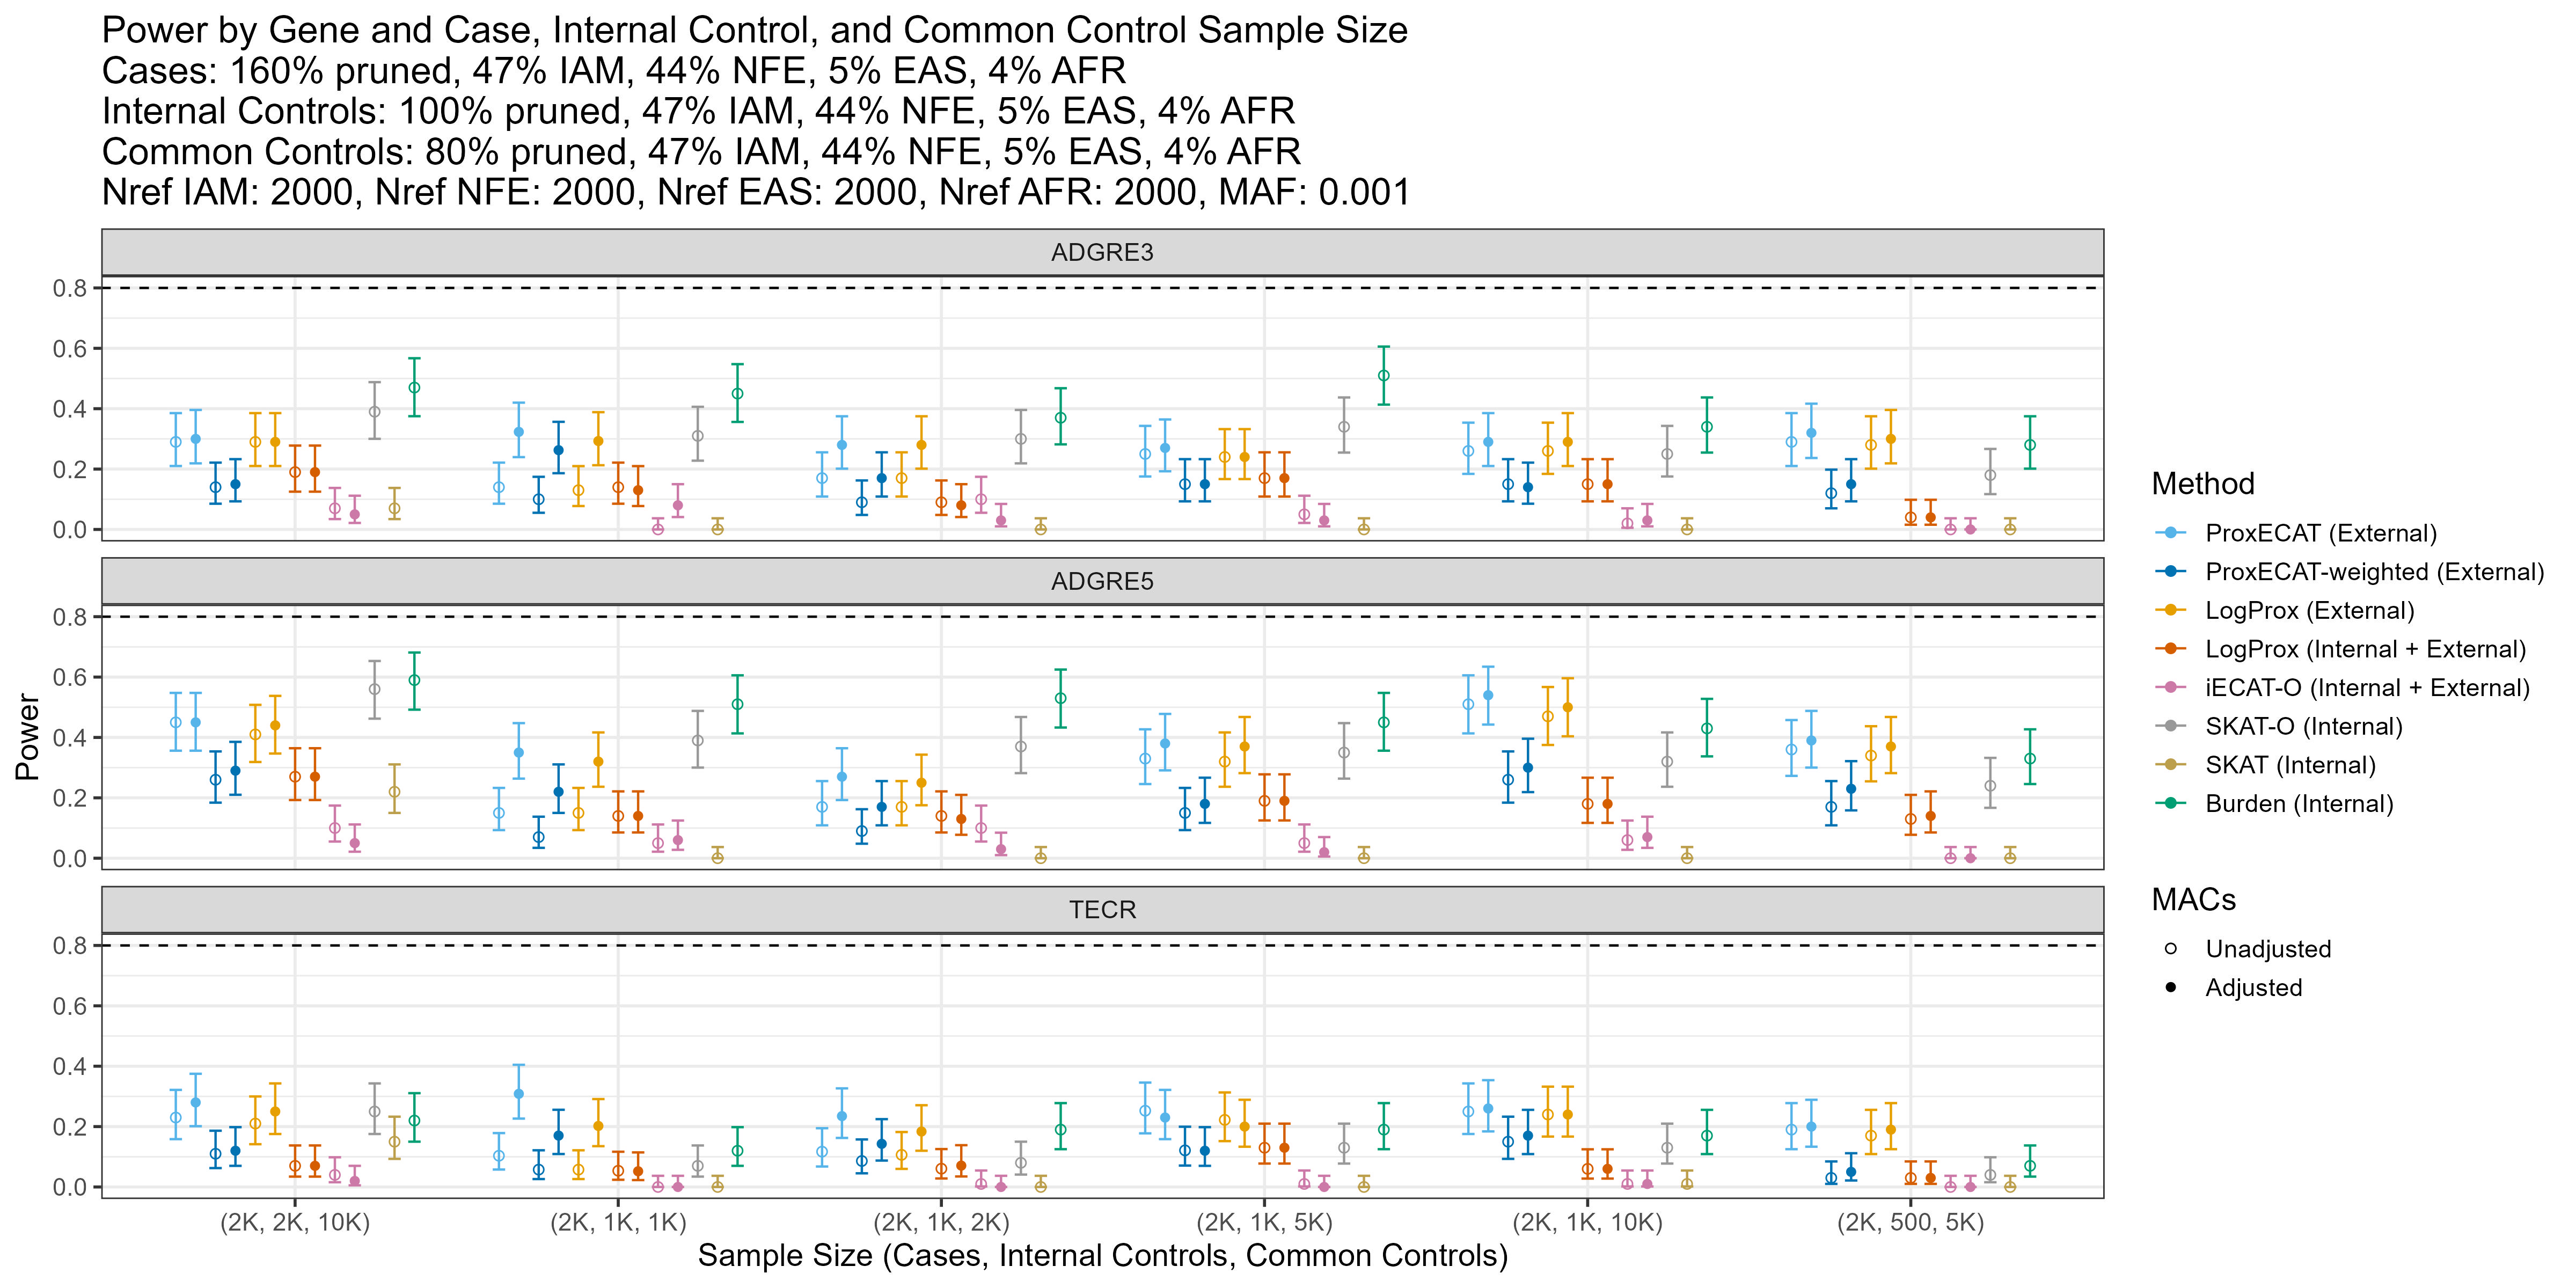 Power by Gene and Case, Internal Control, and Common Control Sample Size
Cases: 160% pruned, 47% IAM, 44% NFE, 5% EAS, 4% AFR
Internal Controls: 100% pruned, 47% IAM, 44% NFE, 5% EAS, 4% AFR
Common Controls: 80% pruned, 47% IAM, 44% NFE, 5% EAS, 4% AFR
Nref IAM: 2000, Nref NFE: 2000, Nref EAS: 2000, Nref AFR: 2000, MAF: 0.001
ADGRE3
0.8
0.6
0.4
0.2
0.0
ADGRE5
0.8
0.6
0.4
0.2
0.0
TECR
0.8
0.6
0.4
0.2
0.0
Power
(2K, 2K, 10K)
(2K, 1K, 1K)
(2K, 1K, 2K)
(2K, 1K, 5K)
(2K, 1K, 10K)
(2K, 500, 5K)
Sample Size (Cases, Internal Controls, Common Controls)
Method
ProxECAT (External)
ProxECAT-weighted (External)
LogProx (External)
LogProx (Internal + External)
iECAT-O (Internal + External)
SKAT-O (Internal)
SKAT (Internal)
Burden (Internal)
MACs
Unadjusted
Adjusted